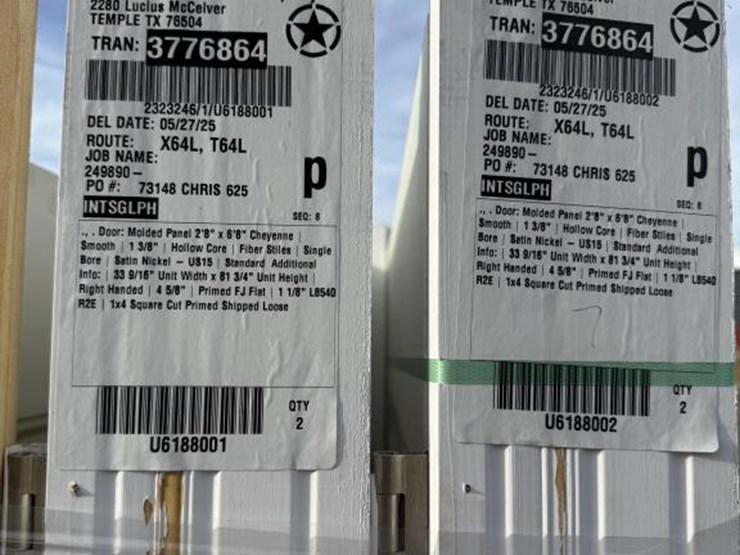 2280 Lucius McCelver
TEMPLE TX 76504
TRAN: 3776864
2323246/1/U6188001
DEL DATE: 05/27/25
ROUTE: X64L, T64L
JOB NAME:
249890 –
PO #: 73148 CHRIS 625
p
INTSGLPH
SEQ: 8
., . Door: Molded Panel 2'8" x 6'8" Cheyenne |
Smooth | 1 3/8" | Hollow Core | Fiber Stiles | Single
Bore | Satin Nickel – US15 | Standard Additional
Info: | 33 9/16" Unit Width x 81 3/4" Unit Height |
Right Handed | 4 5/8" | Primed FJ Flat | 1 1/8" L8540
R2E | 1x4 Square Cut Primed Shipped Loose
QTY
2
U6188001
TEMPLE TX 76504
TRAN: 3776864
2323246/1/U6188002
DEL DATE: 05/27/25
ROUTE: X64L, T64L
JOB NAME:
249890 –
PO #: 73148 CHRIS 625
p
INTSGLPH
SEQ: 8
., . Door: Molded Panel 2'8" x 6'8" Cheyenne |
Smooth | 1 3/8" | Hollow Core | Fiber Stiles | Single
Bore | Satin Nickel – US15 | Standard Additional
Info: | 33 9/16" Unit Width x 81 3/4" Unit Height |
Right Handed | 4 5/8" | Primed FJ Flat | 1 1/8" L8540
R2E | 1x4 Square Cut Primed Shipped Loose
QTY
2
U6188002